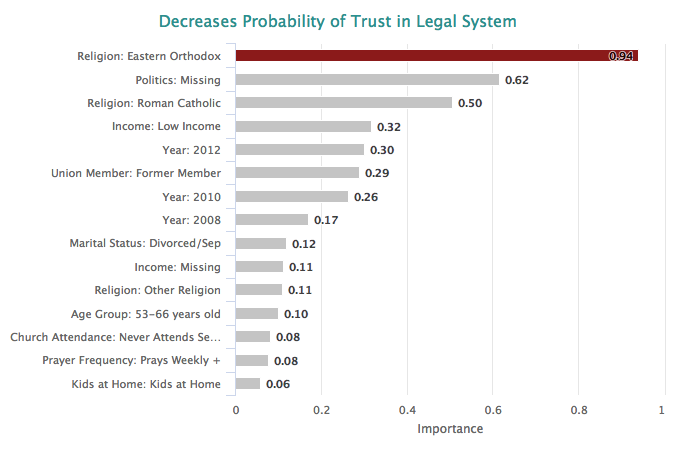 Decreases Probability of Trust in Legal System
Religion: Eastern Orthodox 0.94
Politics: Missing 0.62
Religion: Roman Catholic 0.50
Income: Low Income 0.32
Year: 2012 0.30
Union Member: Former Member 0.29
Year: 2010 0.26
Year: 2008 0.17
Marital Status: Divorced/Sep 0.12
Income: Missing 0.11
Religion: Other Religion 0.11
Age Group: 53-66 years old 0.10
Church Attendance: Never Attends Se... 0.08
Prayer Frequency: Prays Weekly + 0.08
Kids at Home: Kids at Home 0.06
0 0.2 0.4 0.6 0.8 1
Importance